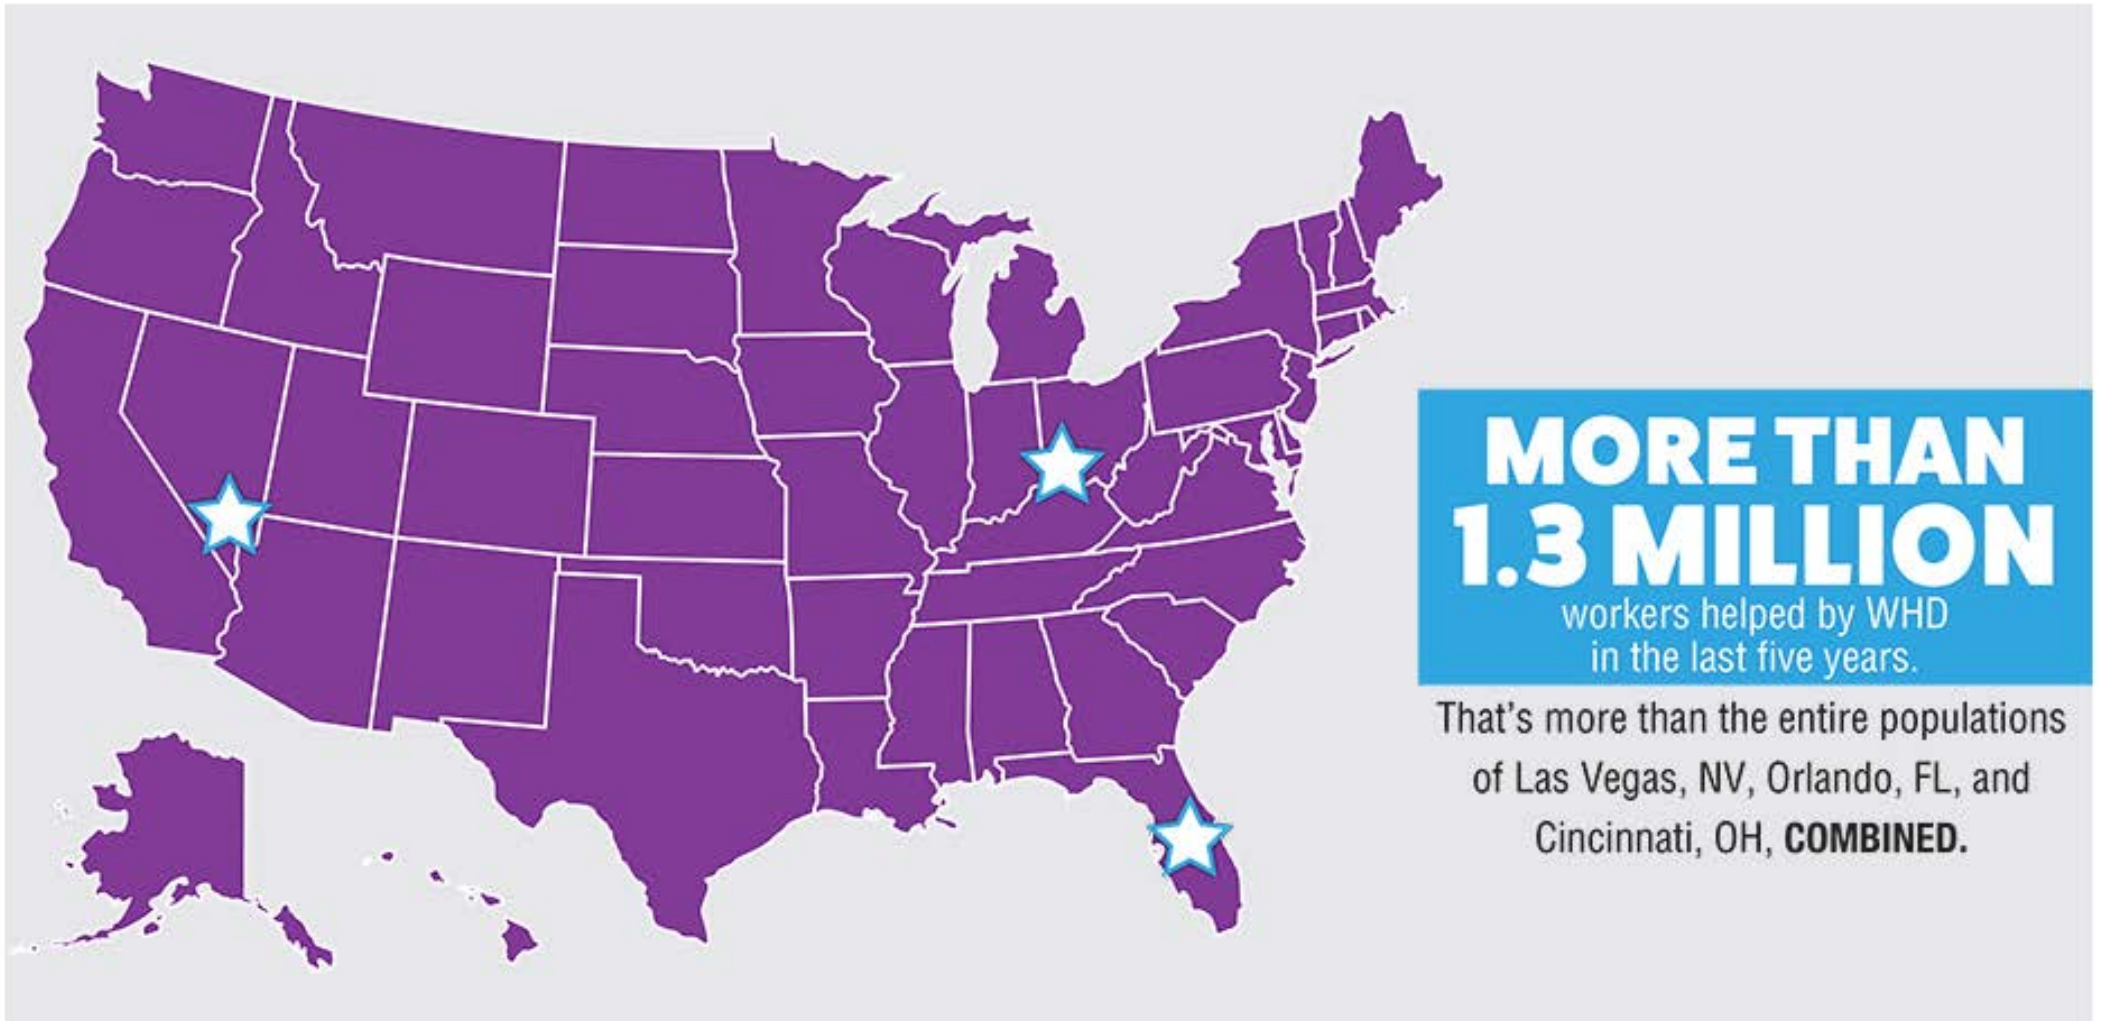 MORE THAN
1.3 MILLION
workers helped by WHD
in the last five years.
That's more than the entire populations
of Las Vegas, NV, Orlando, FL, and
Cincinnati, OH, COMBINED.